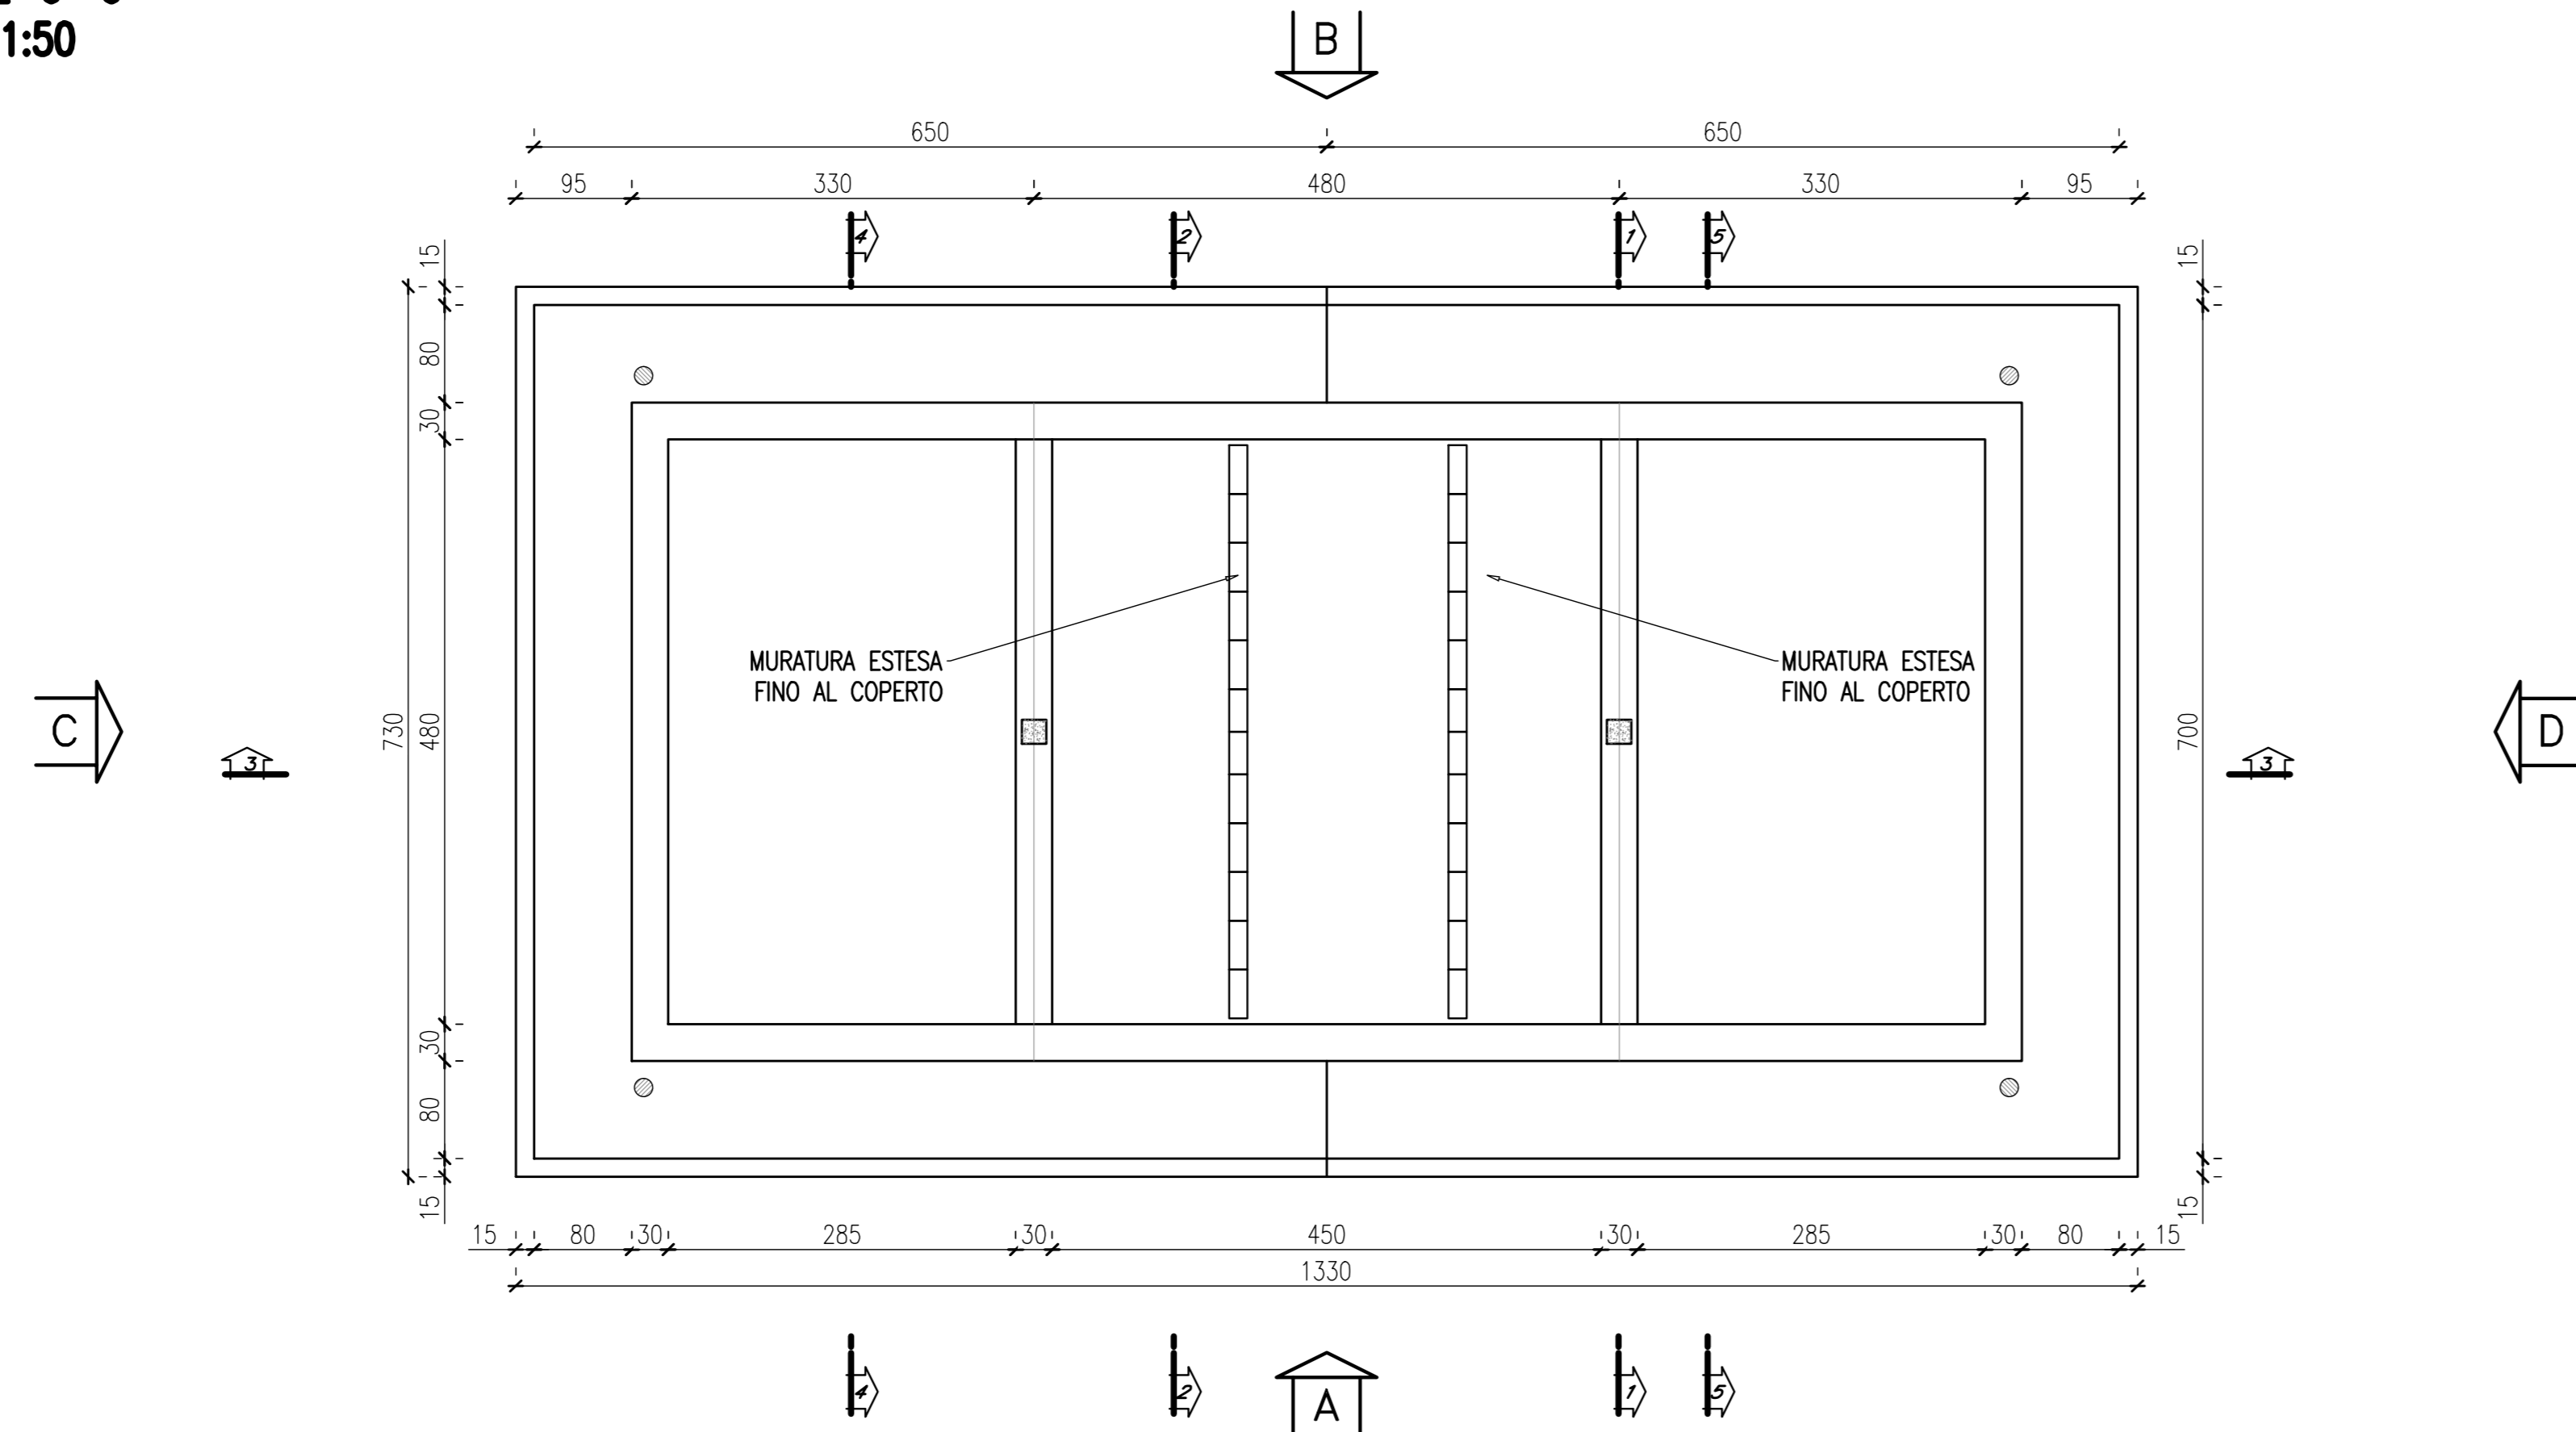 1:50
B
650 650
95 330 480 330 95
4 2 1 5
15 15
80
30
MURATURA ESTESA
FINO AL COPERTO
MURATURA ESTESA
FINO AL COPERTO
C
730 480 700
D
3 3
30
80
15 15
15 80 30 285 30 450 30 285 30 80 15
1330
4 2 1 5
A